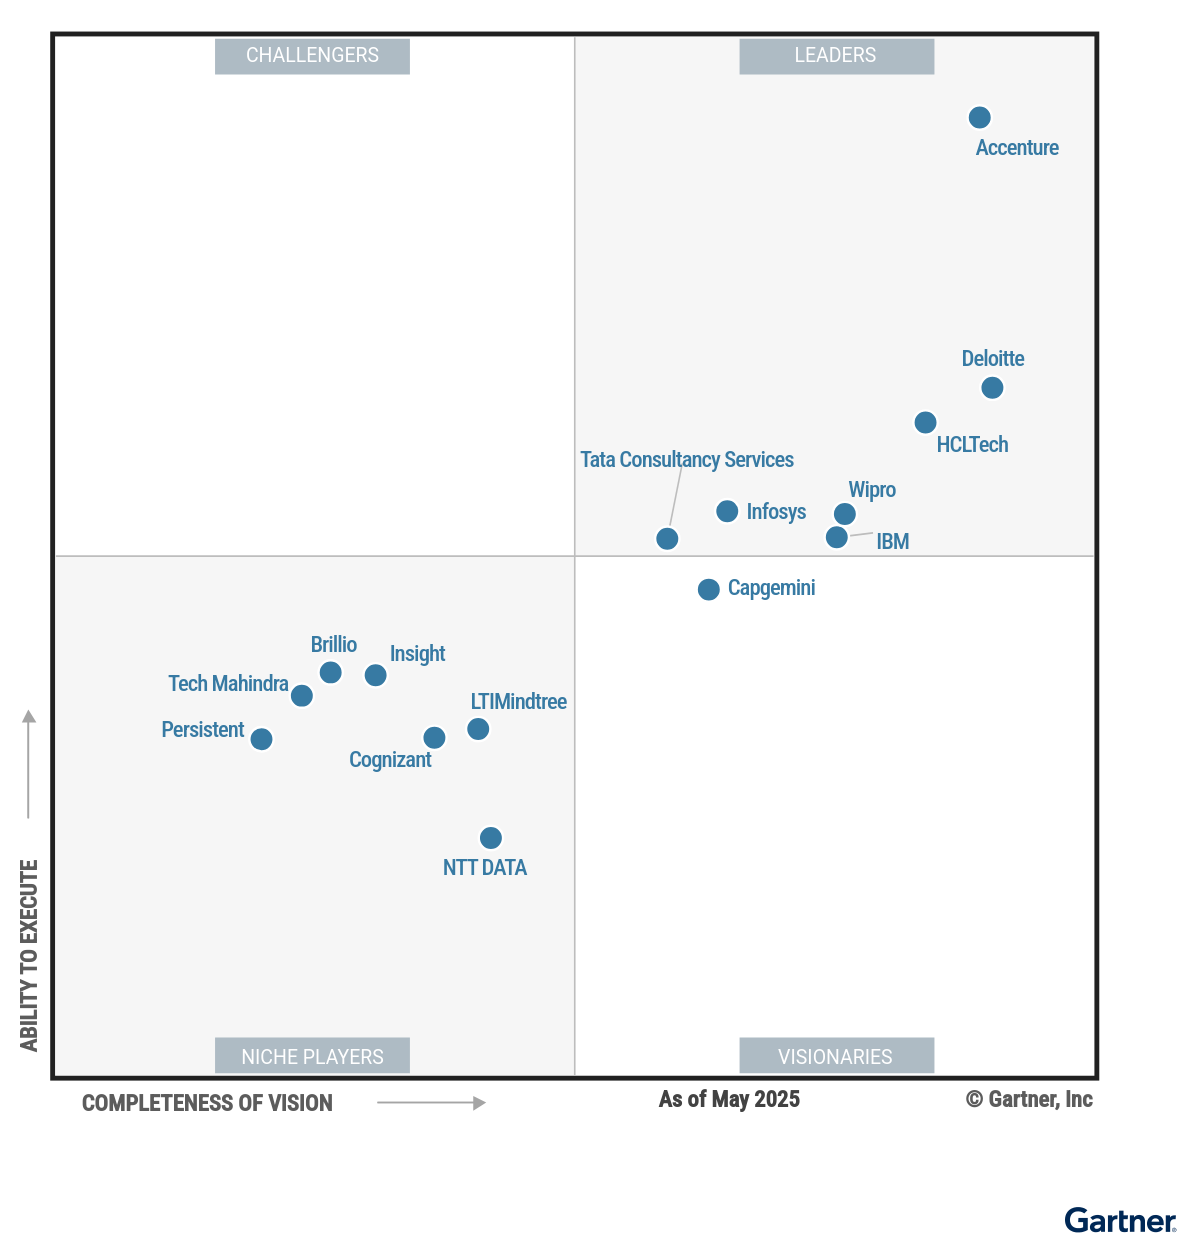 CHALLENGERS
LEADERS
Accenture
Deloitte
HCLTech
Tata Consultancy Services
Wipro
Infosys
IBM
Capgemini
Brillio
Insight
Tech Mahindra
LTIMindtree
Persistent
Cognizant
NTT DATA
ABILITY TO EXECUTE
NICHE PLAYERS
VISIONARIES
COMPLETENESS OF VISION
As of May 2025
© Gartner, Inc
Gartner®